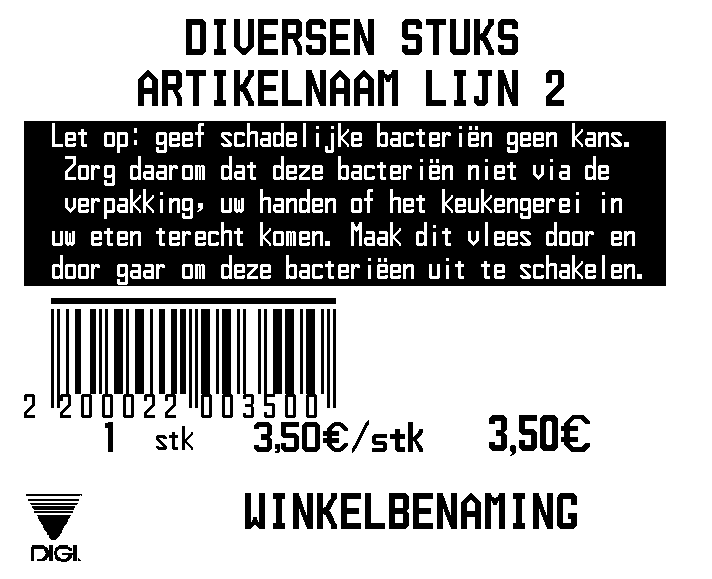 DIVERSEN STUKS
ARTIKELNAAM LIJN 2
Let op: geef schadelijke bacteriën geen kans.
Zorg daarom dat deze bacteriën niet via de
verpakking, uw handen of het keukengerei in
uw eten terecht komen. Maak dit vlees door en
door gaar om deze bacteriëen uit te schakelen.
2 200022 003500
1 stk 3,50€/stk 3,50€
WINKELBENAMING
DIGI.